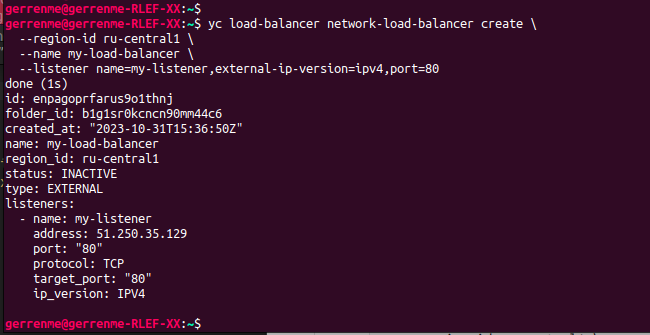 gerrenme@gerrenme-RLEF-XX:~$
gerrenme@gerrenme-RLEF-XX:~$ yc load-balancer network-load-balancer create \
  --region-id ru-central1 \
  --name my-load-balancer \
  --listener name=my-listener,external-ip-version=ipv4,port=80
done (1s)
id: enpagoprfarus9o1thnj
folder_id: b1g1sr0kcncn90mm44c6
created_at: "2023-10-31T15:36:50Z"
name: my-load-balancer
region_id: ru-central1
status: INACTIVE
type: EXTERNAL
listeners:
  - name: my-listener
    address: 51.250.35.129
    port: "80"
    protocol: TCP
    target_port: "80"
    ip_version: IPV4
gerrenme@gerrenme-RLEF-XX:~$